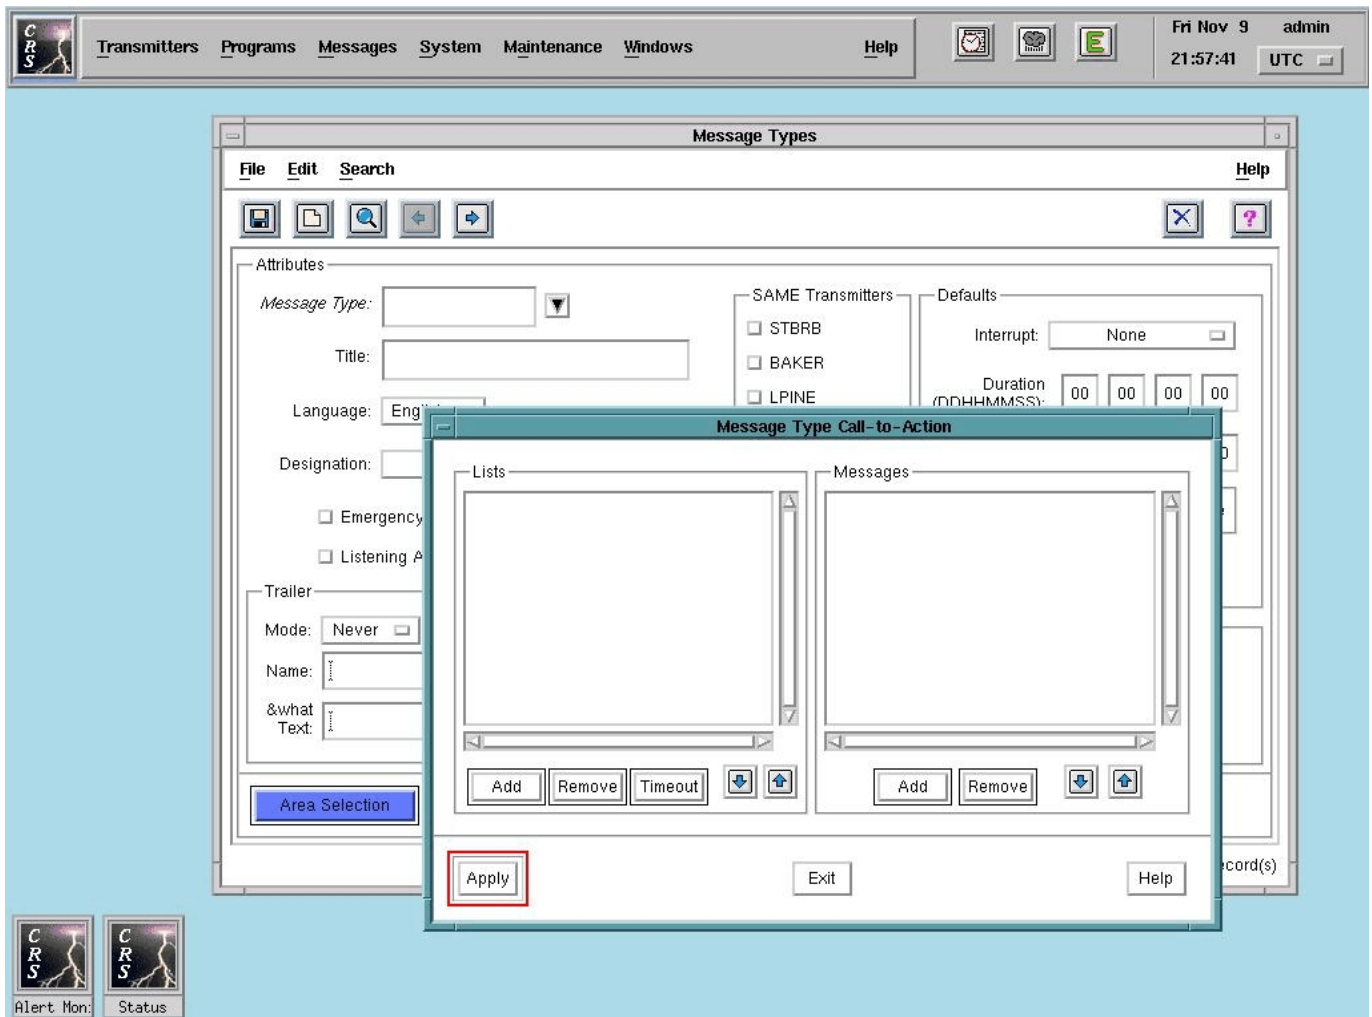 CRS
Transmitters Programs Messages System Maintenance Windows Help
E
Fri Nov 9 admin
21:57:41 UTC
Message Types
File Edit Search Help
?
Attributes
Message Type:
Title:
Language:
Designation:
Emergency
Listening
SAME Transmitters
STBRB
BAKER
LPINE
Defaults
Interrupt: None
Duration 00 00 00 00
(DDHHMMSS):
Trailer
Mode: Never
Name:
&what
Text:
Area Selection
Message Type Call-to-Action
Lists
Messages
Add Remove Timeout
Add Remove
Apply Exit Help
ecord(s)
CRS
Alert Mon:
CRS
Status